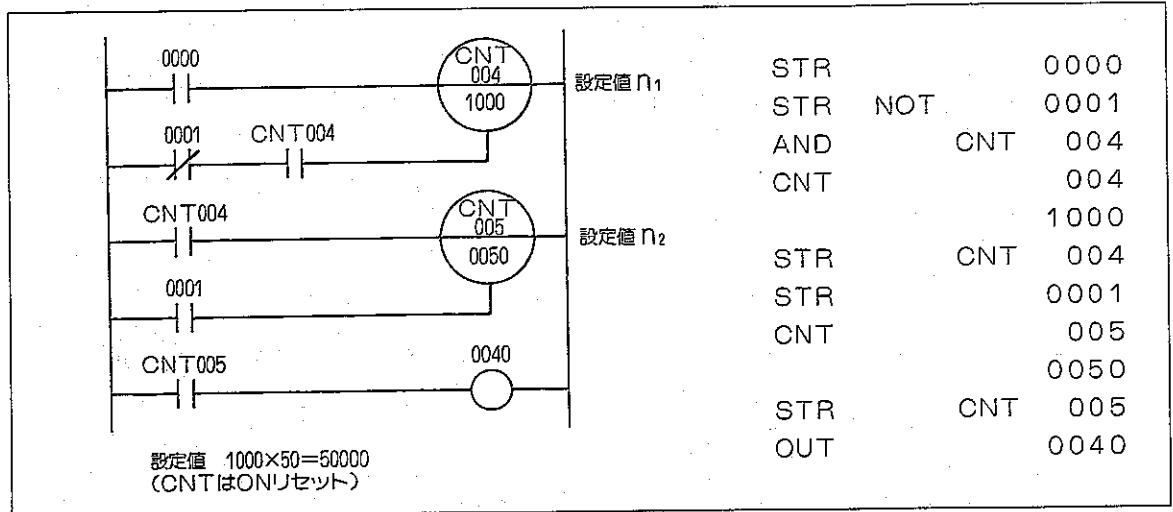 0000
CNT
004
1000
設定値 n₁
0001 CNT004
CNT004
CNT
005
0050
設定値 n₂
0001
CNT005 0040
設定値 1000×50=50000
(CNTはONリセット)
STR 0000
STR NOT 0001
AND CNT 004
CNT 004
1000
STR CNT 004
STR 0001
CNT 005
0050
STR CNT 005
OUT 0040